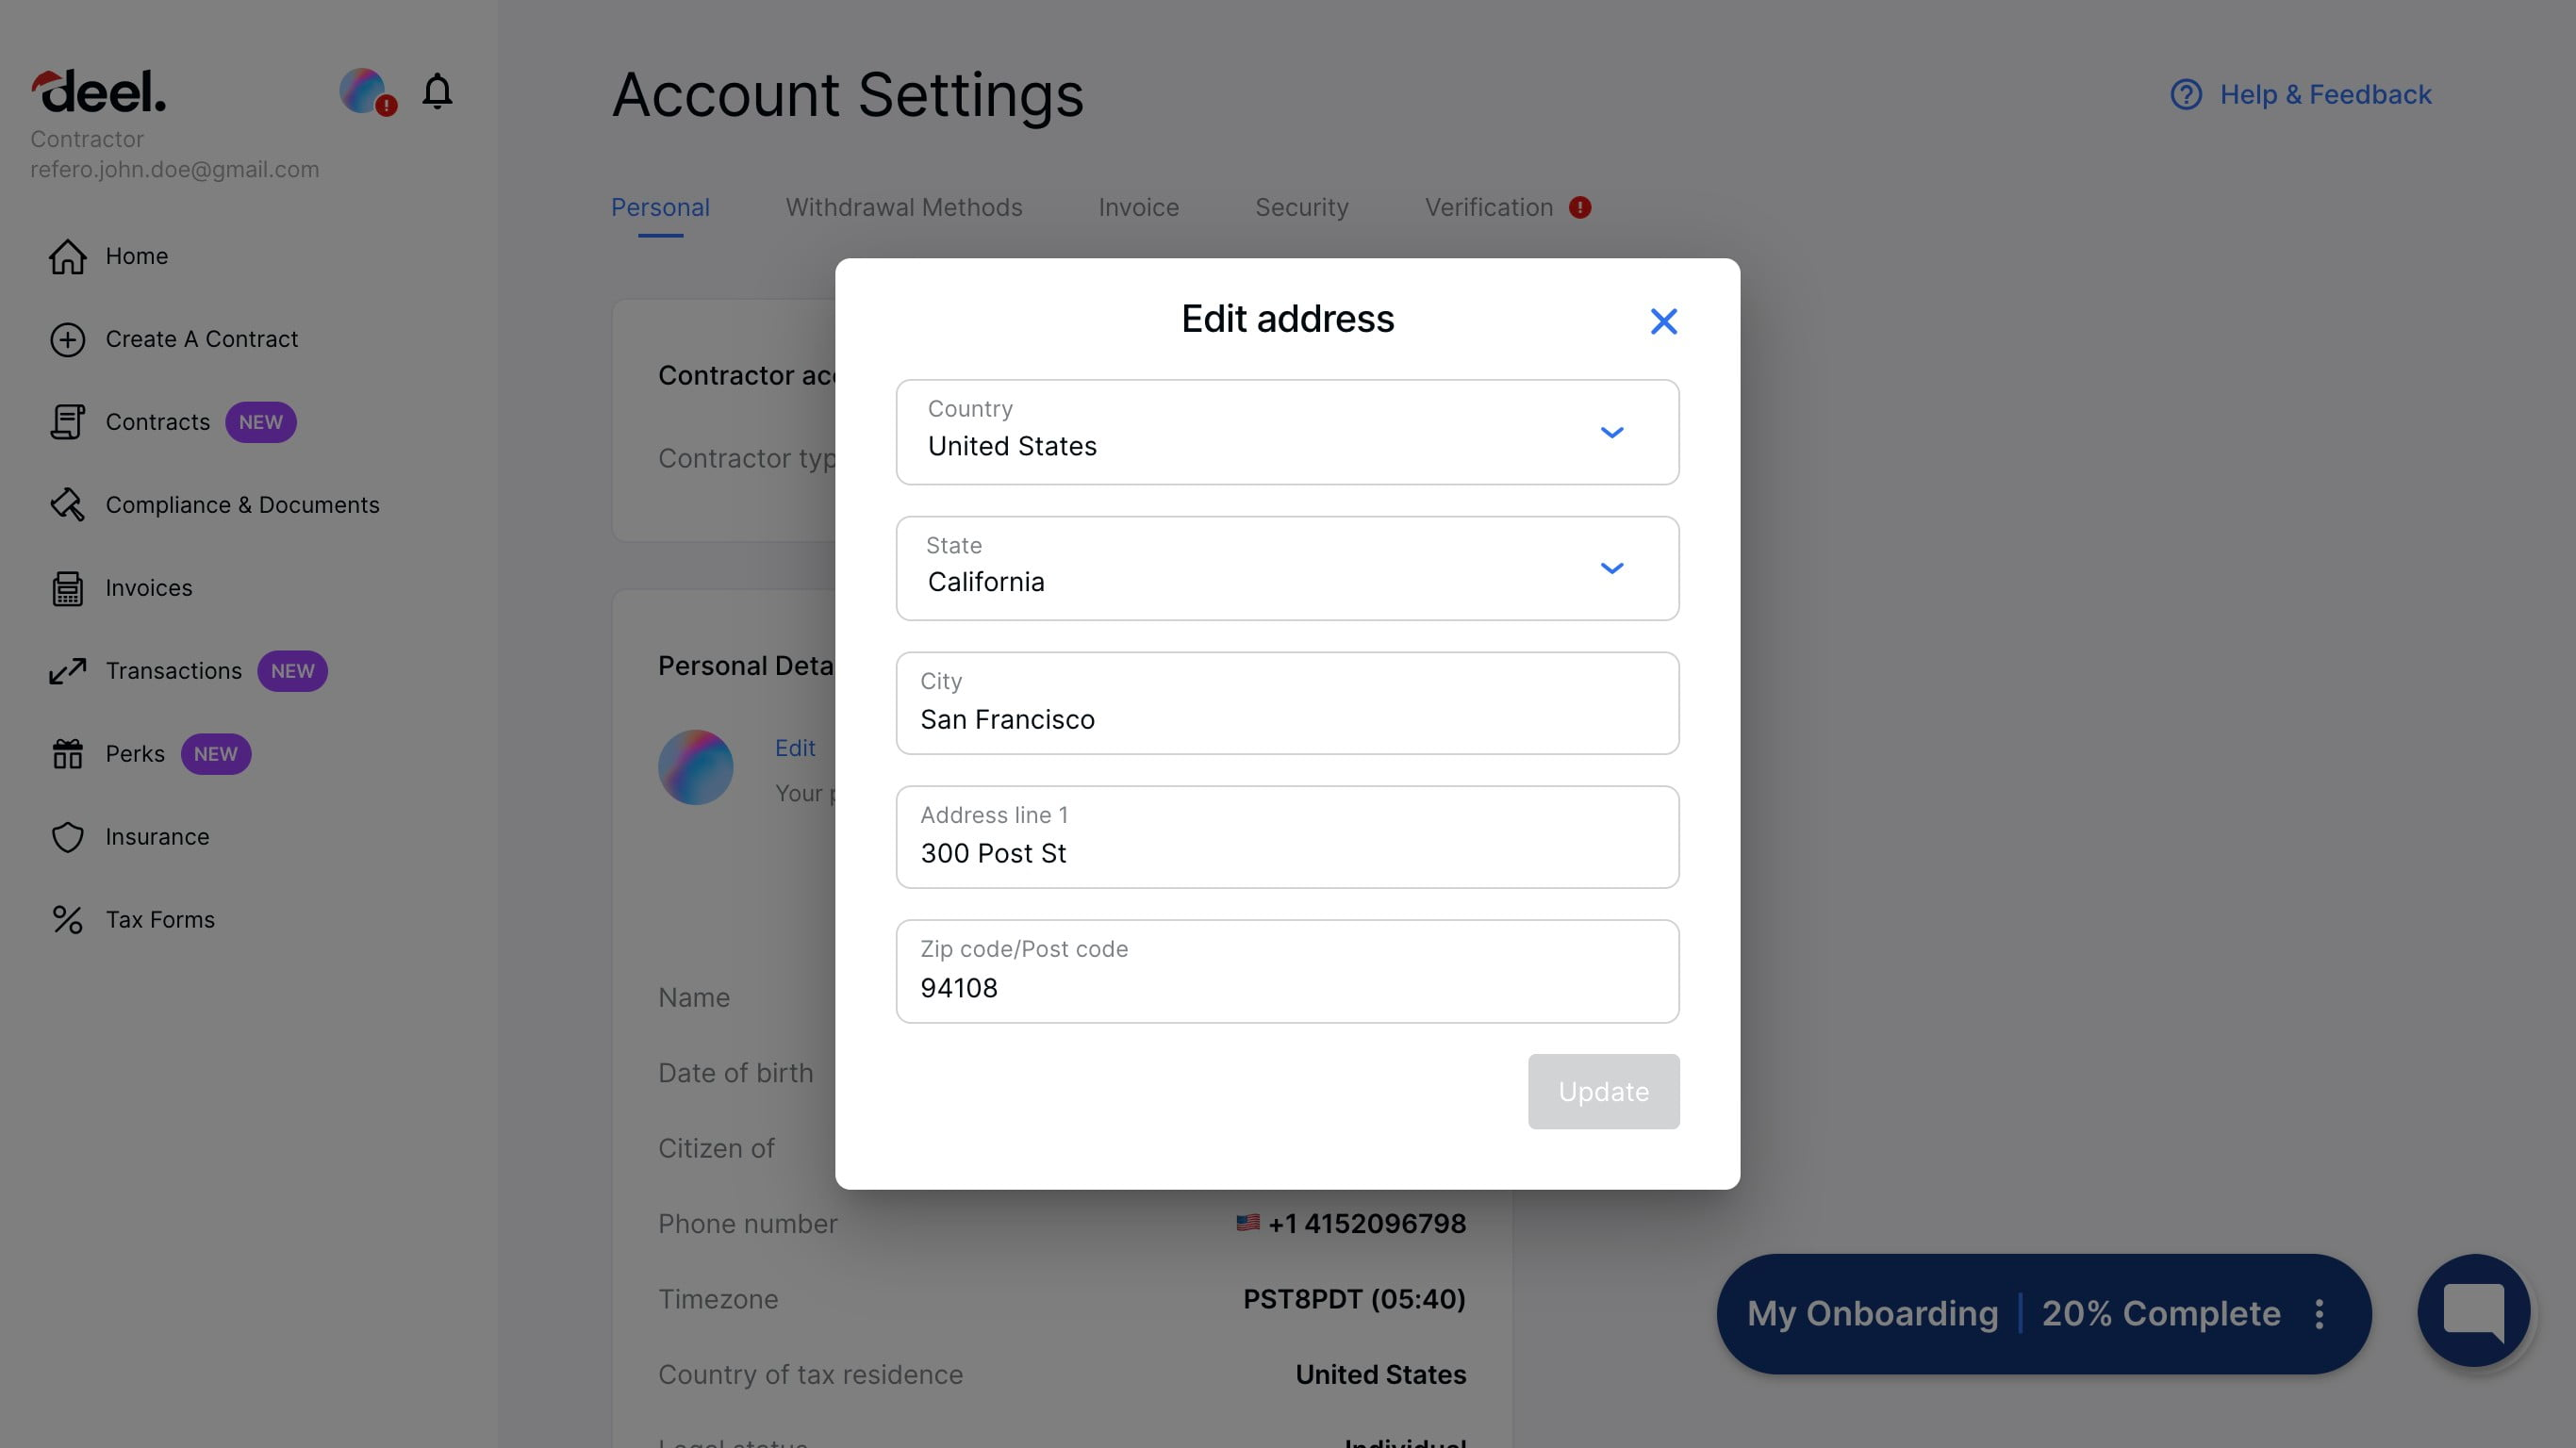 deel.
Contractor
refero.john.doe@gmail.com
Home
Create A Contract
Contracts NEW
Compliance & Documents
Invoices
Transactions NEW
Perks NEW
Insurance
Tax Forms
Account Settings
Help & Feedback
Personal Withdrawal Methods Invoice Security Verification
Contractor acc
Contractor typ
Personal Deta
Edit
Your p
Name
Date of birth
Citizen of
Phone number +1 4152096798
Timezone PST8PDT (05:40)
Country of tax residence United States
Legal status Individual
Edit address
Country
United States
State
California
City
San Francisco
Address line 1
300 Post St
Zip code/Post code
94108
Update
My Onboarding 20% Complete